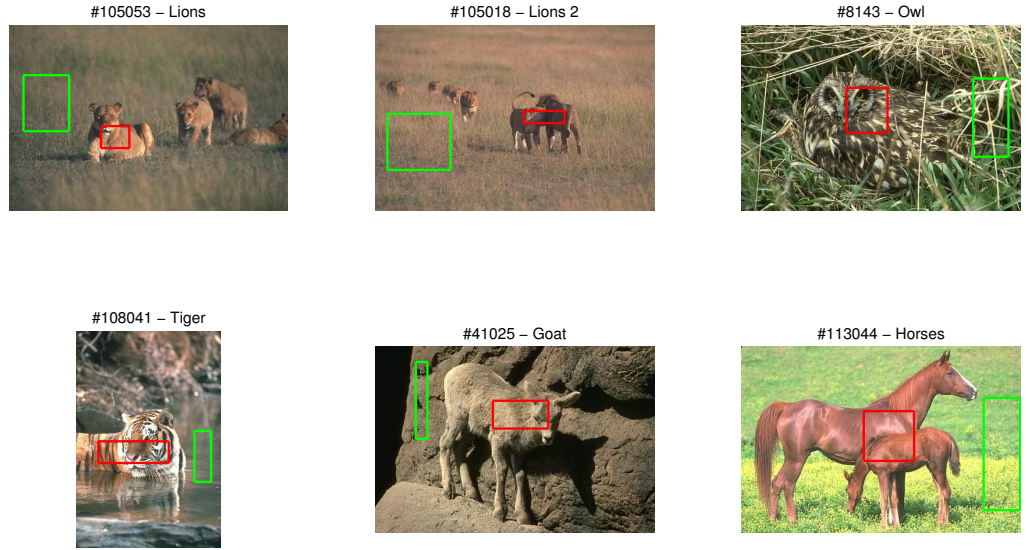 #105053 – Lions
#105018 – Lions 2
#8143 – Owl
#108041 – Tiger
#41025 – Goat
#113044 – Horses